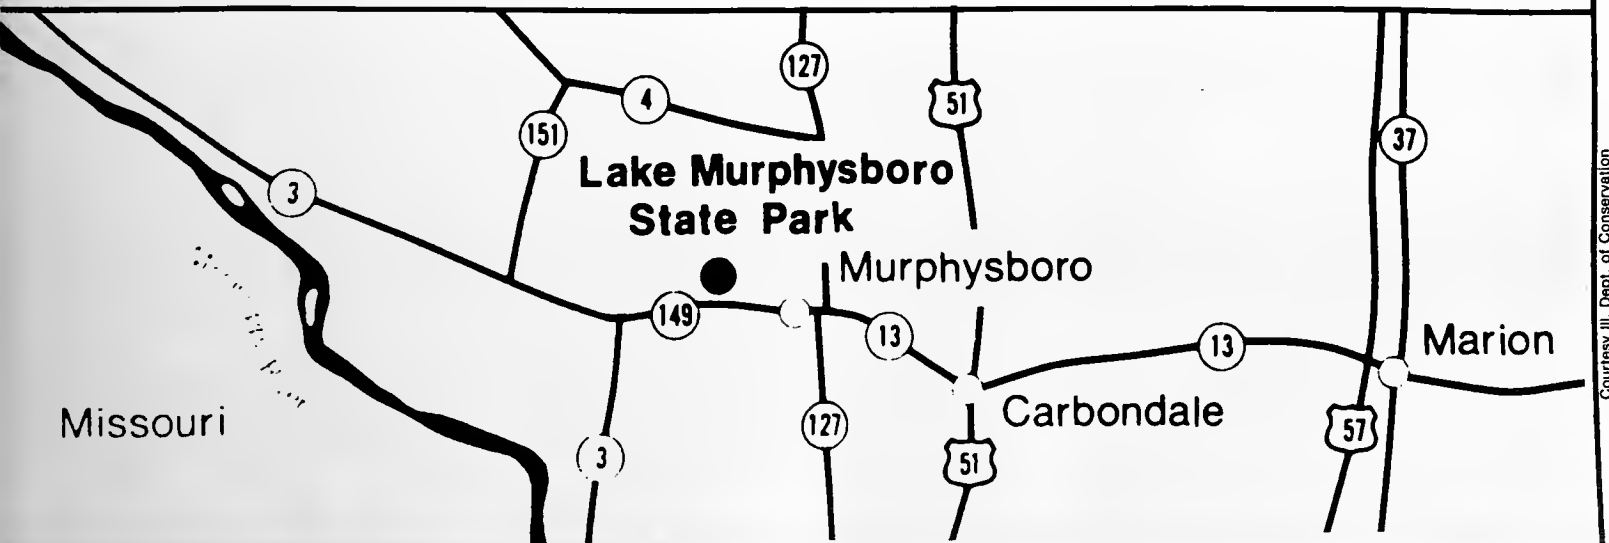 127
51
4
151
37
Lake Murphysboro
State Park
3
Murphysboro
149
13
13
Marion
Missouri
Carbondale
127
57
3
51
Courtesy Ill. Dept. of Conservation